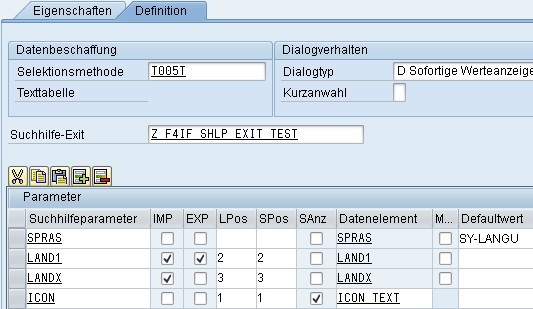 Eigenschaften Definition
Datenbeschaffung Dialogverhalten
Selektionsmethode T005T Dialogtyp D Sofortige Werteanzeige
Texttabelle Kurzanwahl
Suchhilfe-Exit Z_F4IF_SHLP_EXIT_TEST
Parameter
Suchhilfeparameter IMP EXP LPos SPos SAnz Datenelement M... Defaultwert
SPRAS SPRAS SY-LANGU
LAND1 2 2 LAND1
LANDX 3 3 LANDX
ICON 1 1 ICON_TEXT